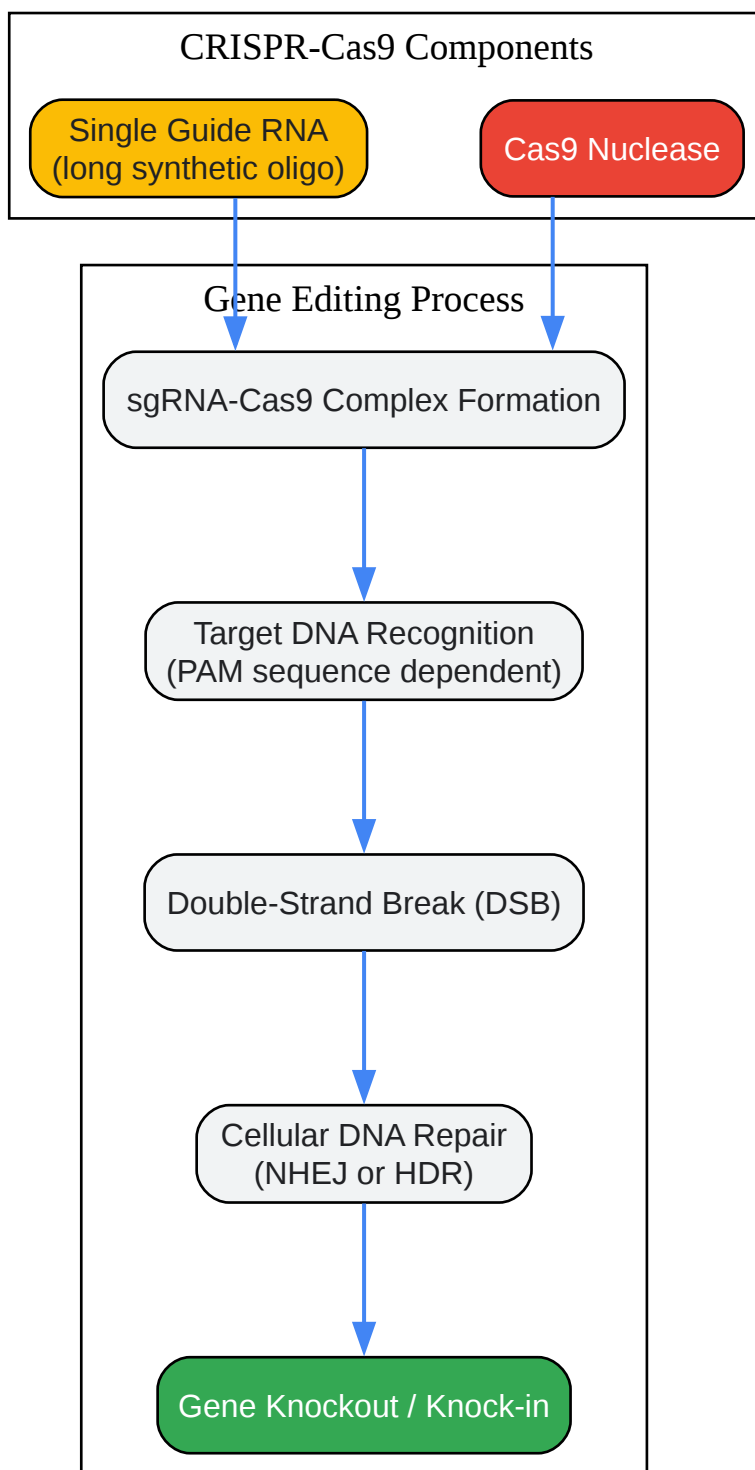 CRISPR-Cas9 Components
Single Guide RNA
(long synthetic oligo)
Cas9 Nuclease
Gene Editing Process
sgRNA-Cas9 Complex Formation
Target DNA Recognition
(PAM sequence dependent)
Double-Strand Break (DSB)
Cellular DNA Repair
(NHEJ or HDR)
Gene Knockout / Knock-in